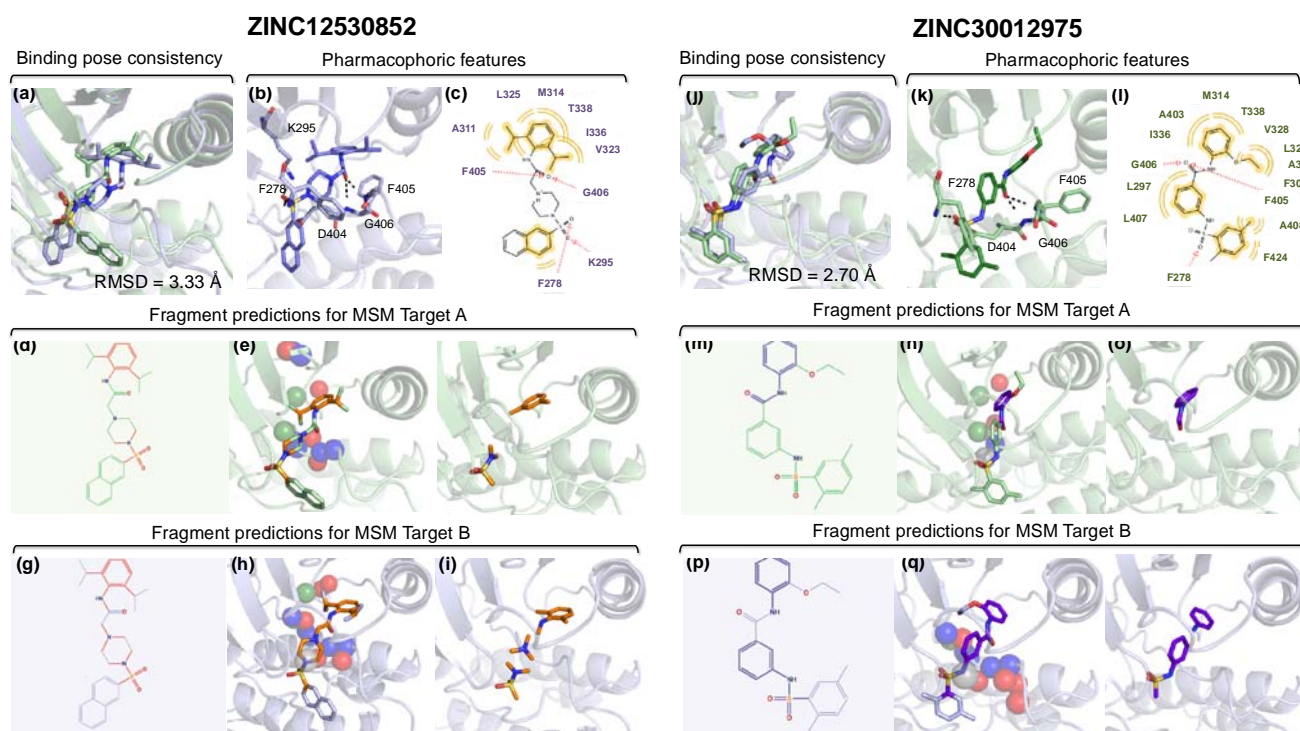 ZINC12530852
Binding pose consistency
Pharmacophoric features
(a)
RMSD = 3.33 Å
(b)
K295
F278
F405
D404
G406
(c)
L325
M314
T338
A311
I336
V323
F405
G406
K295
F278
Fragment predictions for MSM Target A
(d)
(e)
Fragment predictions for MSM Target B
(g)
(h)
(i)
ZINC30012975
Binding pose consistency
Pharmacophoric features
(j)
RMSD = 2.70 Å
(k)
F278
F405
D404
G406
(l)
M314
A403
T338
I336
V328
G406
L297
F405
L407
F424
F278
Fragment predictions for MSM Target A
(m)
(n)
(o)
Fragment predictions for MSM Target B
(p)
(q)